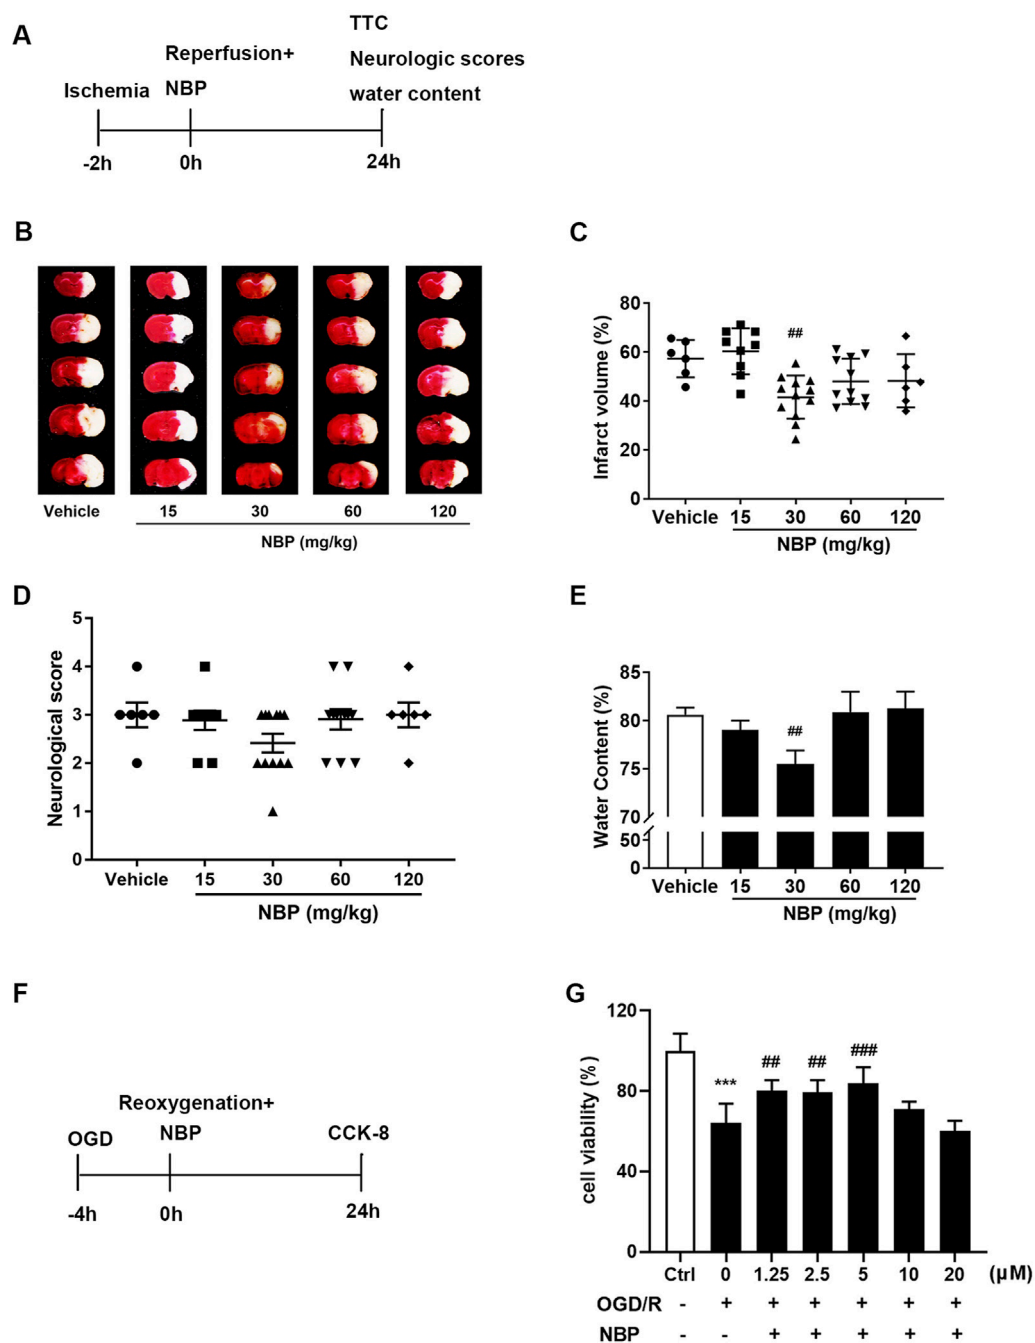 A
TTC
Reperfusion+
Neurologic scores
Ischemia
NBP
water content
-2h
0h
24h
B
C
Vehicle
15
30
60
120
NBP (mg/kg)
Infarct volume (%)
80
60
40
20
0
##
Vehicle
15
30
60
120
NBP (mg/kg)
D
E
Neurological score
5
4
3
2
1
0
Vehicle
15
30
60
120
NBP (mg/kg)
Water Content (%)
85
80
75
70
50
0
##
Vehicle
15
30
60
120
NBP (mg/kg)
F
G
Reoxygenation+
OGD
NBP
CCK-8
-4h
0h
24h
cell viability (%)
120
80
40
0
***
##
##
###
Ctrl 0 1.25 2.5 5 10 20 (μM)
OGD/R - + + + + + +
NBP - - + + + + +